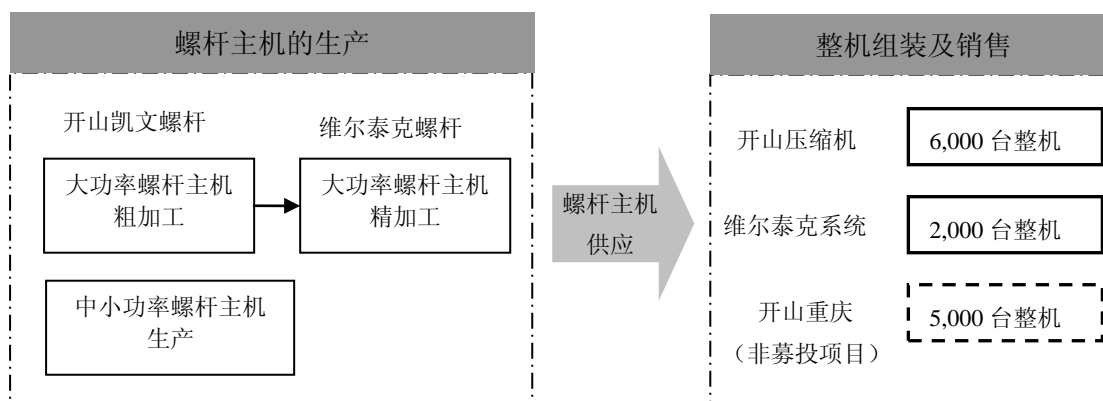 螺杆主机的生产
开山凯文螺杆
维尔泰克螺杆
大功率螺杆主机
粗加工
大功率螺杆主机
精加工
中小功率螺杆主机
生产
螺杆主机
供应
整机组装及销售
开山压缩机
6,000 台整机
维尔泰克系统
2,000 台整机
开山重庆
（非募投项目）
5,000 台整机